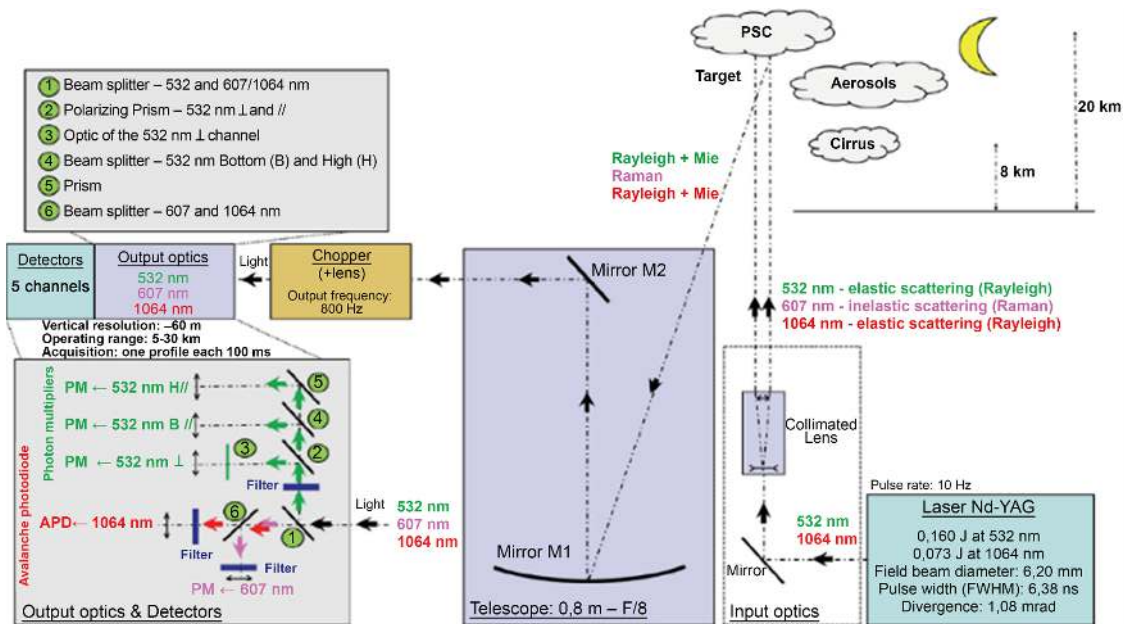 PSC
Target
Aerosols
Cirrus
20 km
8 km
① Beam splitter – 532 and 607/1064 nm
② Polarizing Prism – 532 nm ⊥ and //
③ Optic of the 532 nm ⊥ channel
④ Beam splitter – 532 nm Bottom (B) and High (H)
⑤ Prism
⑥ Beam splitter – 607 and 1064 nm
Rayleigh + Mie
Raman
Rayleigh + Mie
Detectors
5 channels
Output optics
532 nm
607 nm
1064 nm
Light
Chopper
(+lens)
Output frequency:
800 Hz
Mirror M2
532 nm - elastic scattering (Rayleigh)
607 nm - inelastic scattering (Raman)
1064 nm - elastic scattering (Rayleigh)
Vertical resolution: –60 m
Operating range: 5-30 km
Acquisition: one profile each 100 ms
Photon multipliers
Avalanche photodiode
PM ← 532 nm H//
⑤
PM ← 532 nm B //
④
PM ← 532 nm ⊥
③
②
Filter
APD← 1064 nm
⑥
①
Light
532 nm
607 nm
1064 nm
Filter
Filter
PM ← 607 nm
Output optics & Detectors
Mirror M1
Telescope: 0,8 m – F/8
Collimated
Lens
Pulse rate: 10 Hz
532 nm
1064 nm
Mirror
Input optics
Laser Nd-YAG
0,160 J at 532 nm
0,073 J at 1064 nm
Field beam diameter: 6,20 mm
Pulse width (FWHM): 6,38 ns
Divergence: 1,08 mrad